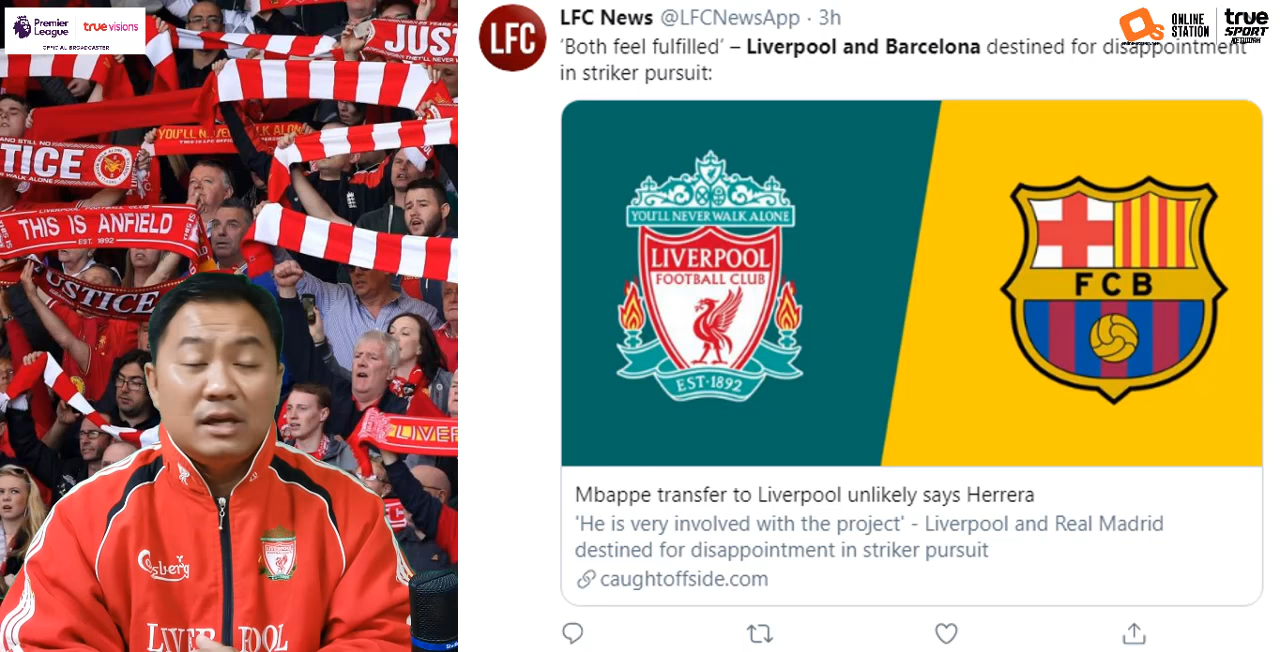 Premier
League
true visions
OFFICIAL BROADCASTER
JUST
YOU'LL NEVER WALK ALONE
TICE
THIS IS ANFIELD
EST. 1892
JUSTICE
LIVE
Carlsberg
LIVERPOOL
LFC
LFC News @LFCNewsApp · 3h
‘Both feel fulfilled’ – Liverpool and Barcelona destined for disappointment
in striker pursuit:
ONLINE
STATION
true
SPORT
NETWORK
YOU'LL NEVER WALK ALONE
LIVERPOOL
FOOTBALL CLUB
EST·1892
FCB
Mbappe transfer to Liverpool unlikely says Herrera
'He is very involved with the project' - Liverpool and Real Madrid
destined for disappointment in striker pursuit
caughtoffside.com